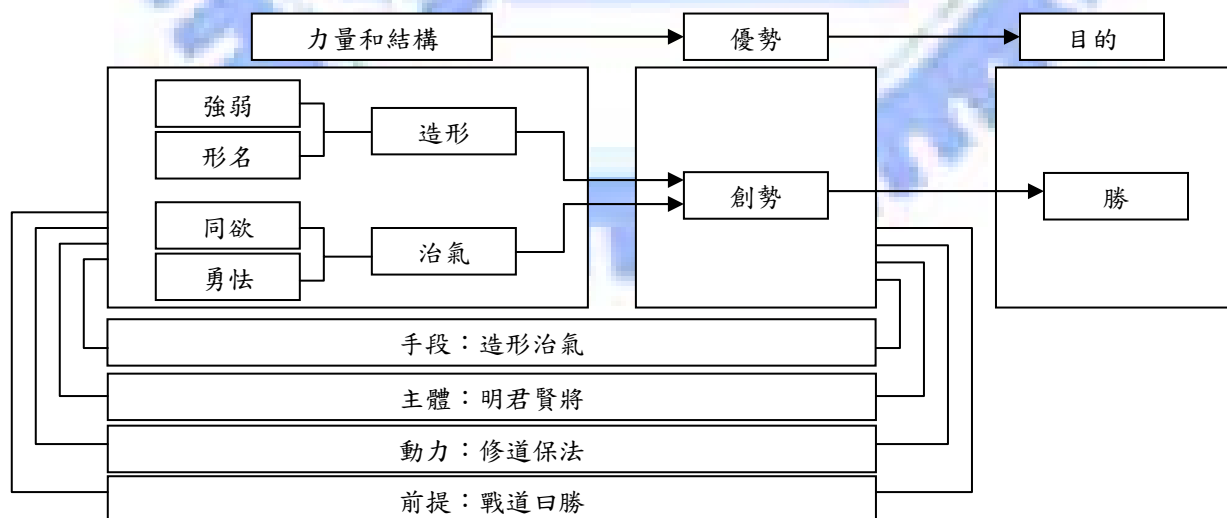 力量和結構
優勢
目的
強弱
形名
造形
同欲
勇怯
治氣
創勢
勝
手段：造形治氣
主體：明君賢將
動力：修道保法
前提：戰道曰勝